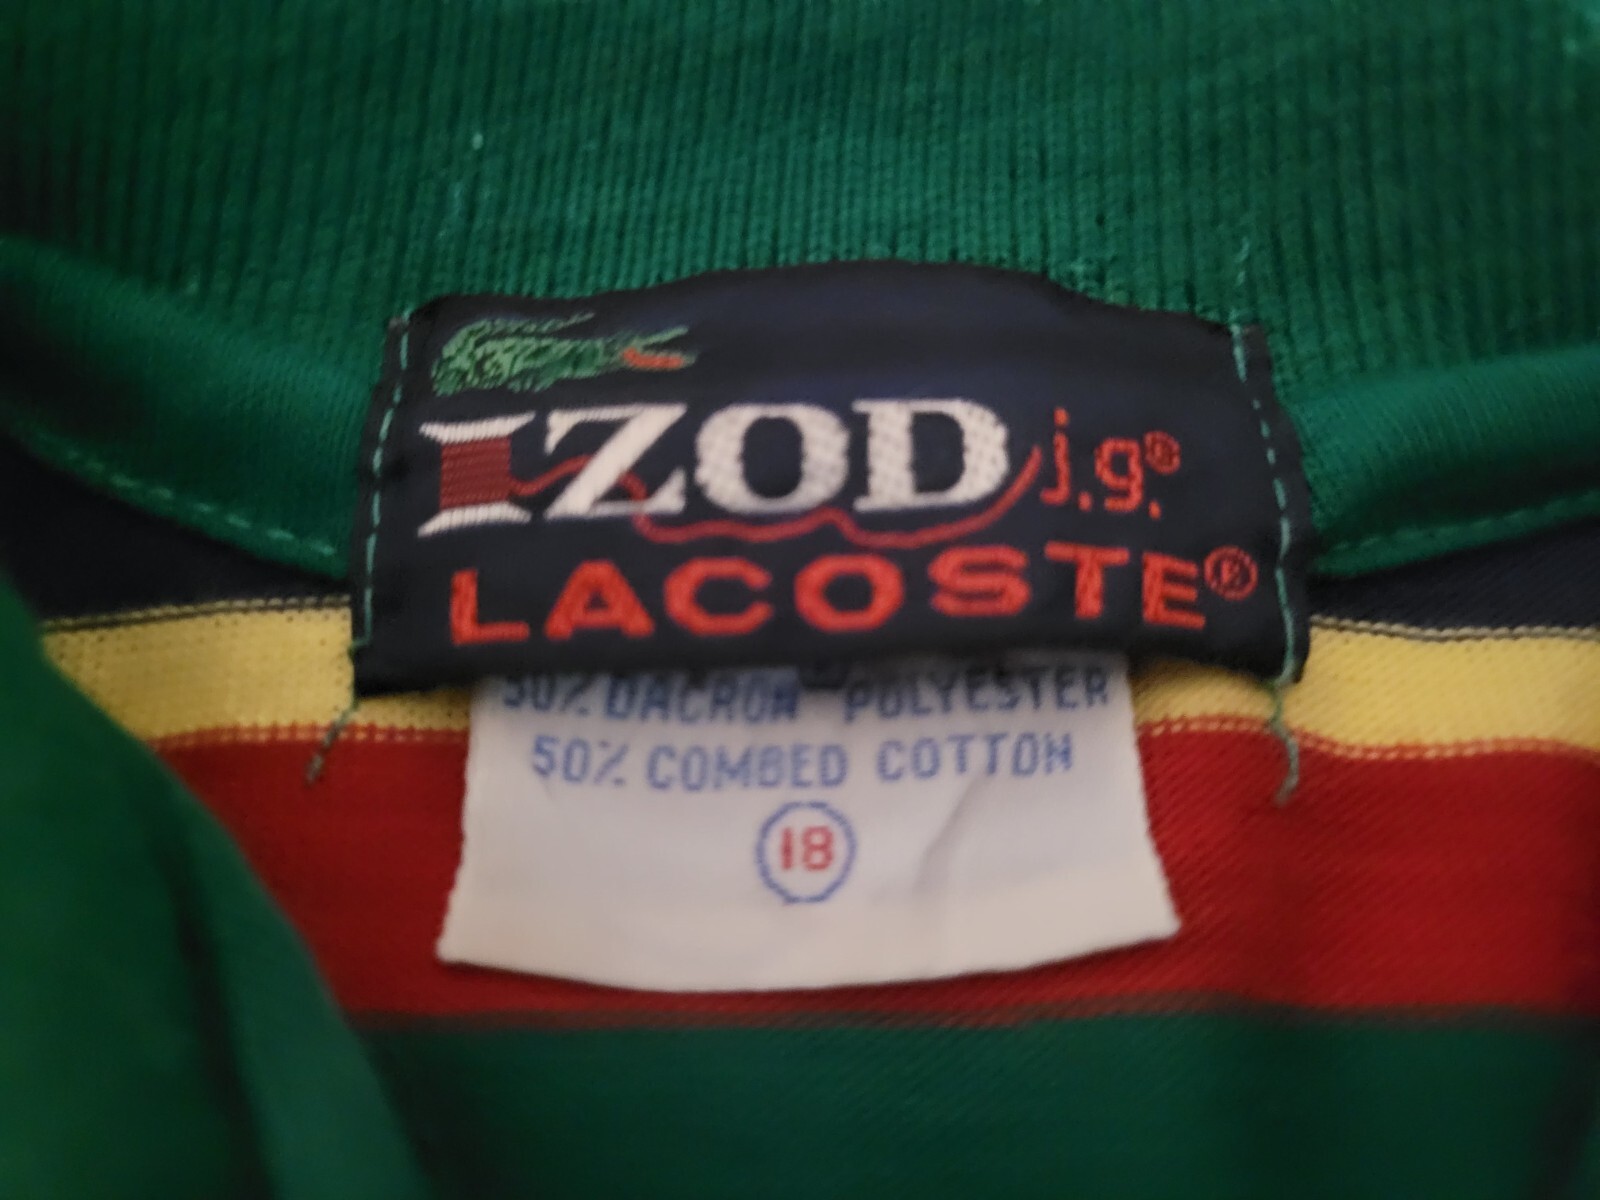 IZOD j.g.®
LACOSTE®
50% DACRON POLYESTER
50% COMBED COTTON
18